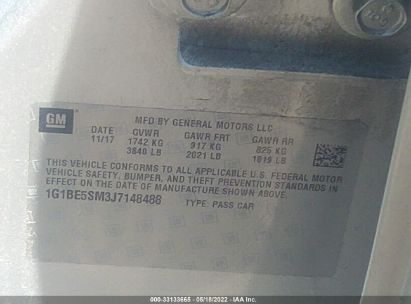 GM
MFD BY GENERAL MOTORS LLC
DATE GVWR GAWR FRT GAWR RR
11/17 1742 KG 917 KG 825 KG
3840 LB 2021 LB 1819 LB
THIS VEHICLE CONFORMS TO ALL APPLICABLE U.S. FEDERAL MOTOR
VEHICLE SAFETY, BUMPER, AND THEFT PREVENTION STANDARDS IN
EFFECT ON THE DATE OF MANUFACTURE SHOWN ABOVE.
1G1BE5SM3J7148488 TYPE: PASS CAR
000-33133665 - 05/18/2022 - Copart